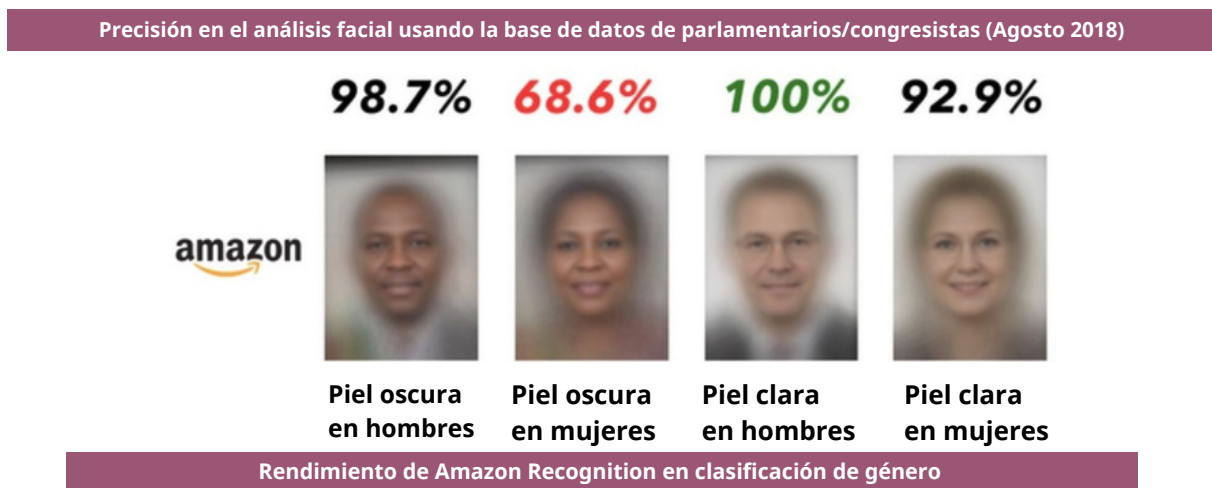 Precisión en el análisis facial usando la base de datos de parlamentarios/congresistas (Agosto 2018)
98.7% 68.6% 100% 92.9%
amazon
Piel oscura en hombres
Piel oscura en mujeres
Piel clara en hombres
Piel clara en mujeres
Rendimiento de Amazon Recognition en clasificación de género